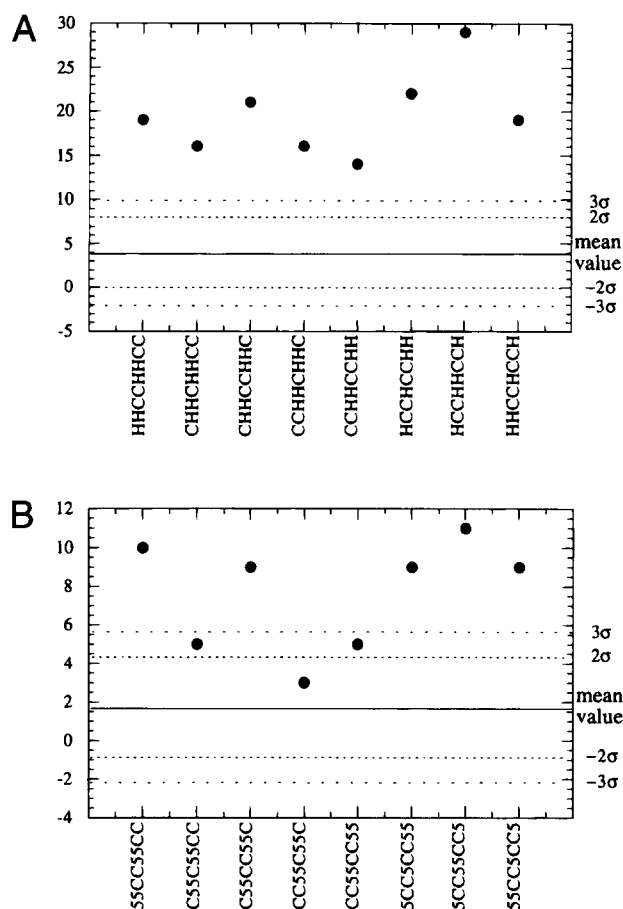 A
30
25
20
15
10
5
0
-5
3σ
2σ
mean
value
-2σ
-3σ
HHCCHHCC
CHHCHHCC
CHHCCHHC
CCHHCHHC
CCHHCCHH
HCCHCCHH
HCCHHCCH
HHCCHCCH
B
12
10
8
6
4
2
0
-2
-4
3σ
2σ
mean
value
-2σ
-3σ
55CC55CC
C55C55CC
C55CC55C
CC55C55C
CC55CC55
5CC5CC55
5CC55CC5
55CC5CC5